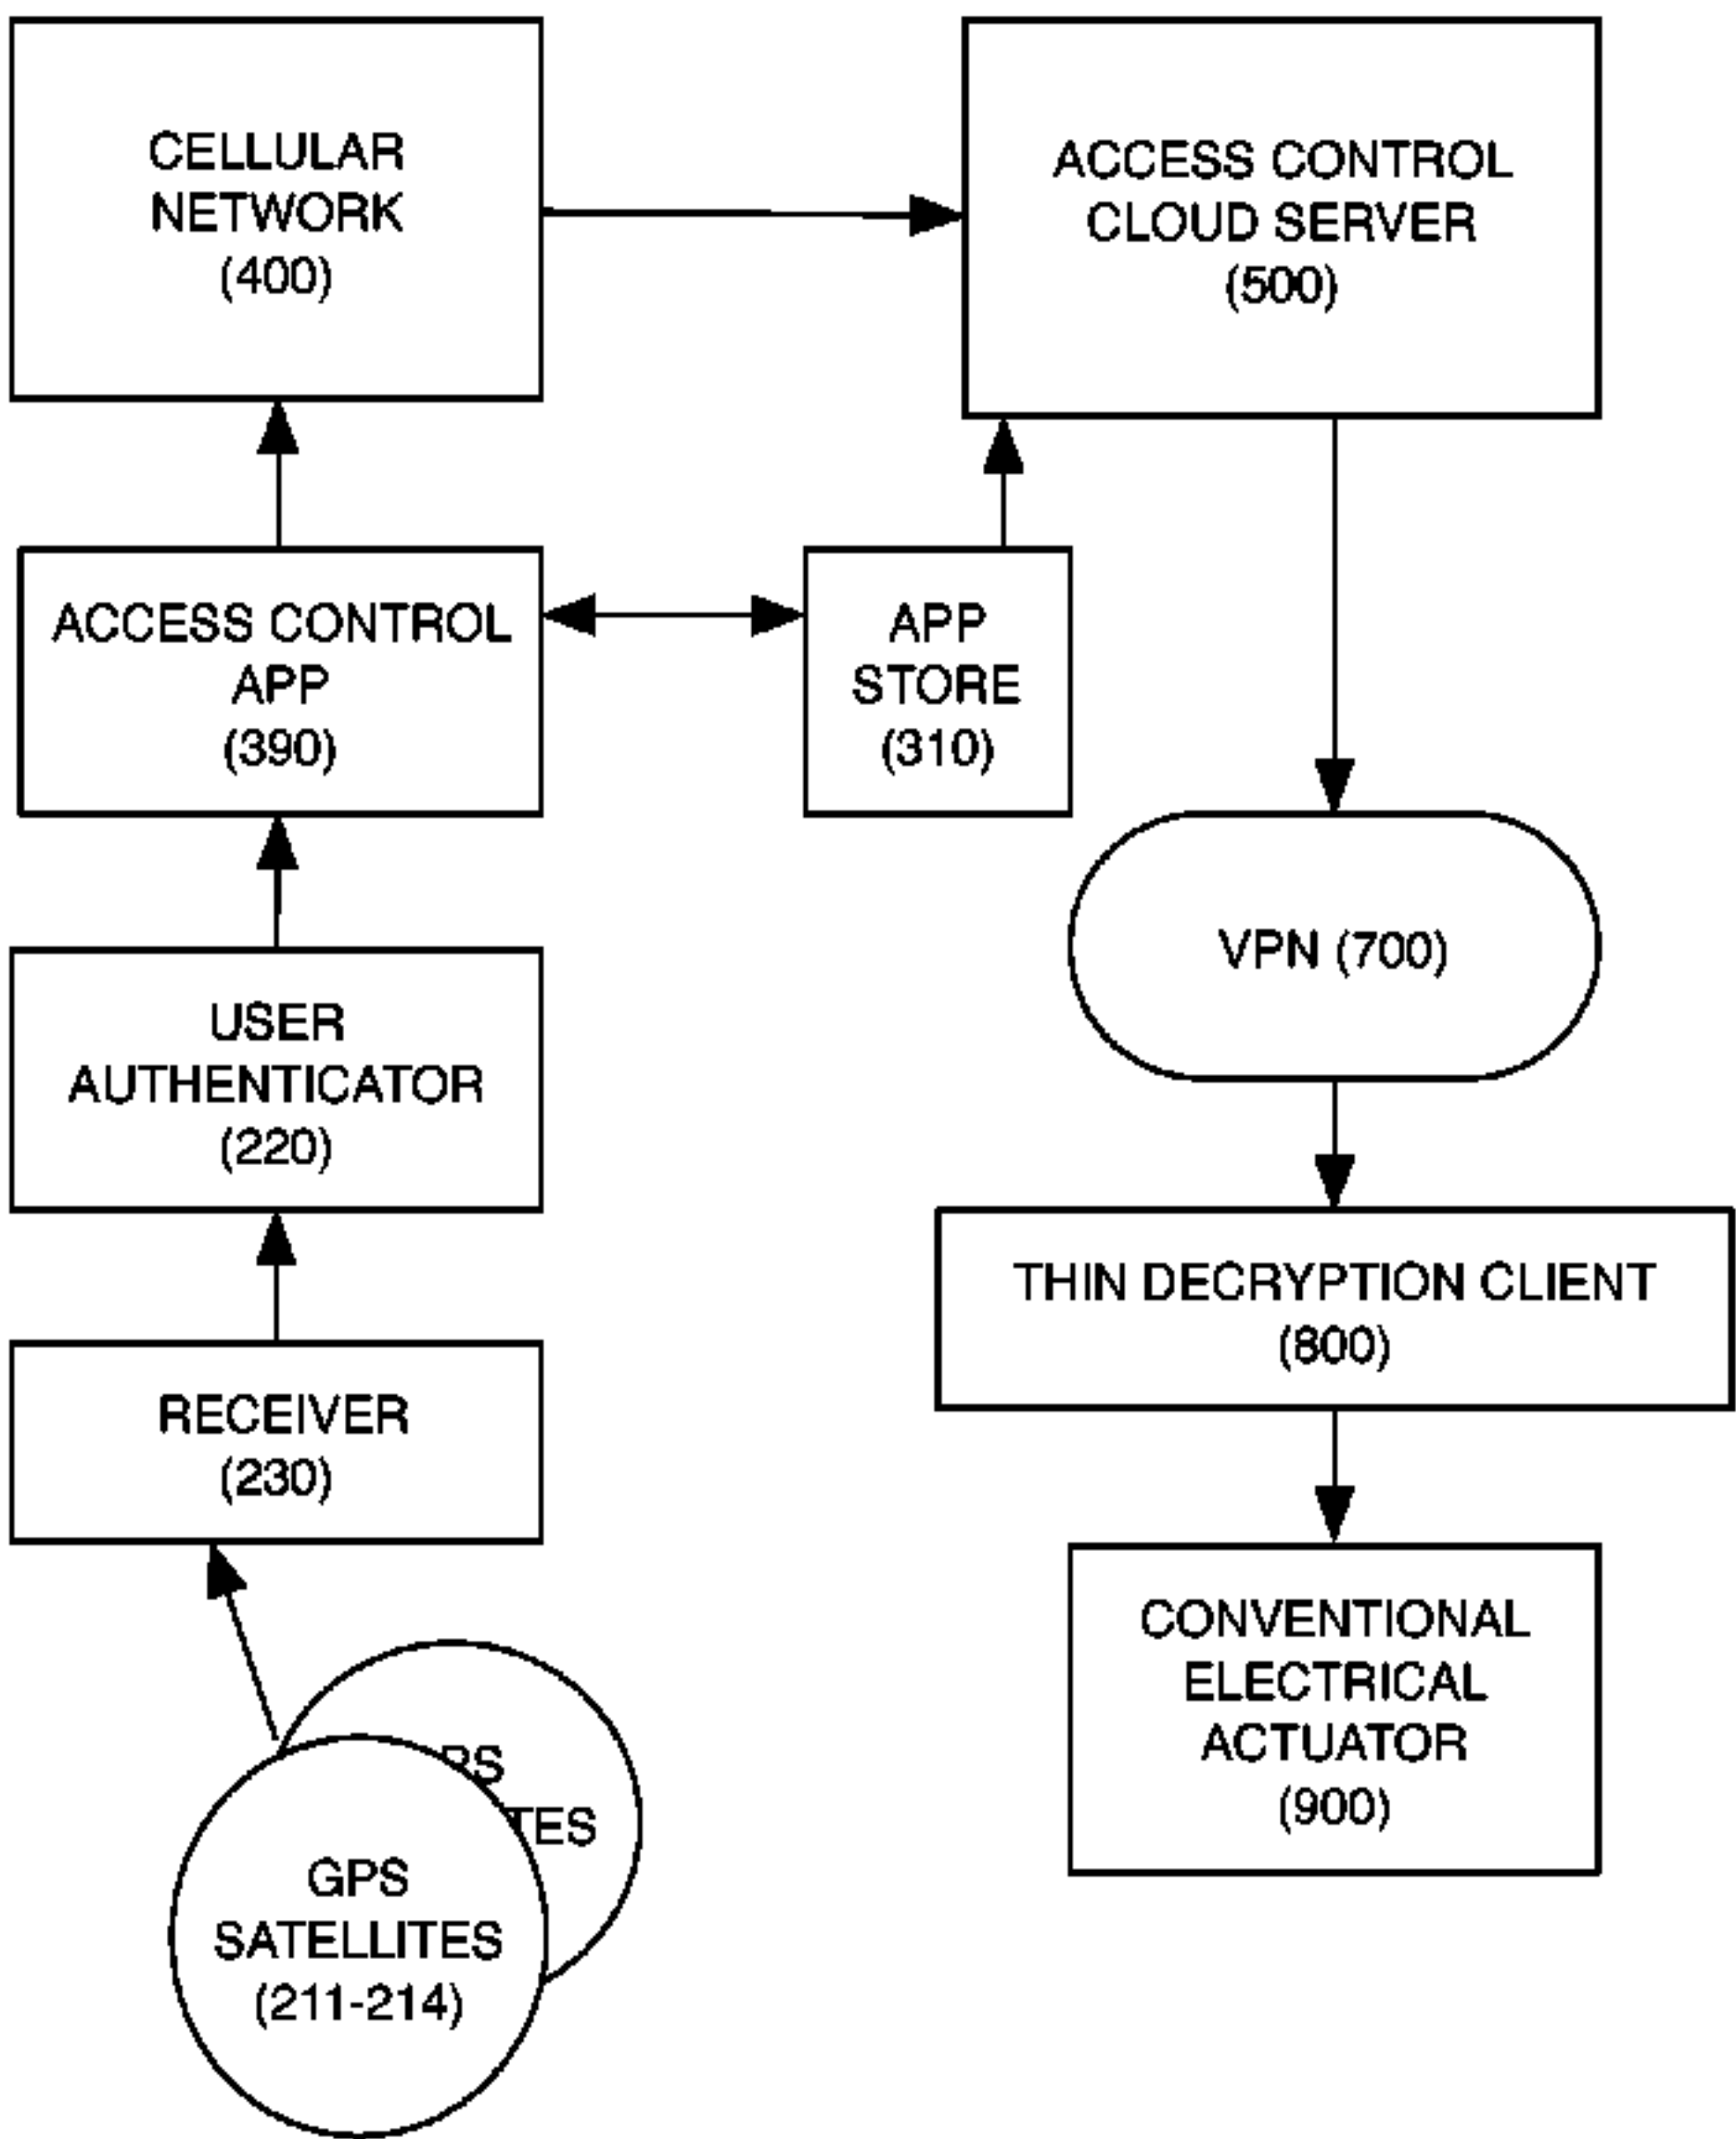 CELLULAR
NETWORK
(400)
ACCESS CONTROL
CLOUD SERVER
(500)
ACCESS CONTROL
APP
(390)
APP
STORE
(310)
VPN (700)
USER
AUTHENTICATOR
(220)
THIN DECRYPTION CLIENT
(800)
RECEIVER
(230)
CONVENTIONAL
ELECTRICAL
ACTUATOR
(900)
GPS
SATELLITES
(211-214)